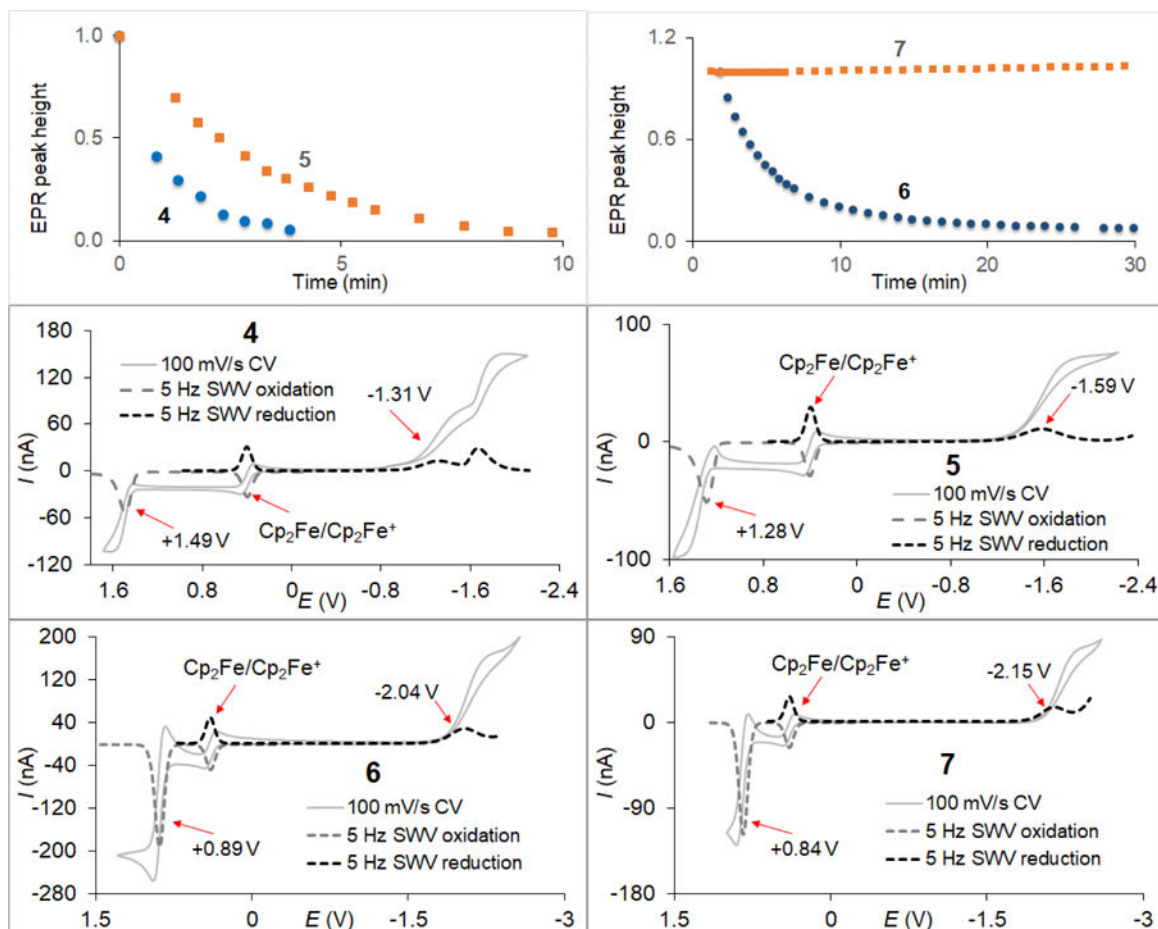 EPR peak height
1.0
0.5
0.0
5
4
0
5
10
Time (min)
EPR peak height
1.2
0.6
0.0
7
6
0
10
20
30
Time (min)
4
I (nA)
180
120
60
0
-60
-120
100 mV/s CV
5 Hz SWV oxidation
5 Hz SWV reduction
-1.31 V
+1.49 V
Cp₂Fe/Cp₂Fe⁺
1.6
0.8
0
-0.8
-1.6
-2.4
E (V)
I (nA)
100
0
-100
Cp₂Fe/Cp₂Fe⁺
-1.59 V
5
+1.28 V
100 mV/s CV
5 Hz SWV oxidation
5 Hz SWV reduction
1.6
0.8
0
-0.8
-1.6
-2.4
E (V)
I (nA)
200
120
40
-40
-120
-200
-280
Cp₂Fe/Cp₂Fe⁺
-2.04 V
6
+0.89 V
100 mV/s CV
5 Hz SWV oxidation
5 Hz SWV reduction
1.5
0
-1.5
-3
E (V)
I (nA)
90
0
-90
-180
Cp₂Fe/Cp₂Fe⁺
-2.15 V
7
+0.84 V
100 mV/s CV
5 Hz SWV oxidation
5 Hz SWV reduction
1.5
0
-1.5
-3
E (V)